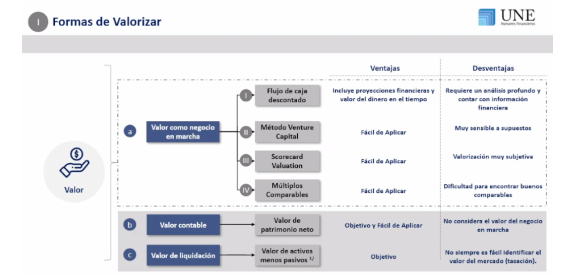 I Formas de Valorizar
UNE
Ventajas
Desventajas
I
Flujo de caja
descontado
Incluye proyecciones financieras y
valor del dinero en el tiempo
Requiere un análisis profundo y
contar con información
financiera
a
Valor como negocio
en marcha
II
Método Venture
Capital
Fácil de Aplicar
Muy sensible a supuestos
III
Scorecard
Valuation
Fácil de Aplicar
Valorización muy subjetiva
IV
Múltiplos
Comparables
Fácil de Aplicar
Dificultad para encontrar buenos
comparables
$
Valor
b
Valor contable
Valor de
patrimonio neto
Objetivo y Fácil de Aplicar
No considera el valor del negocio
en marcha
c
Valor de liquidación
Valor de activos
menos pasivos 1/
Objetivo
No siempre es fácil identificar el
valor del mercado (tasación).